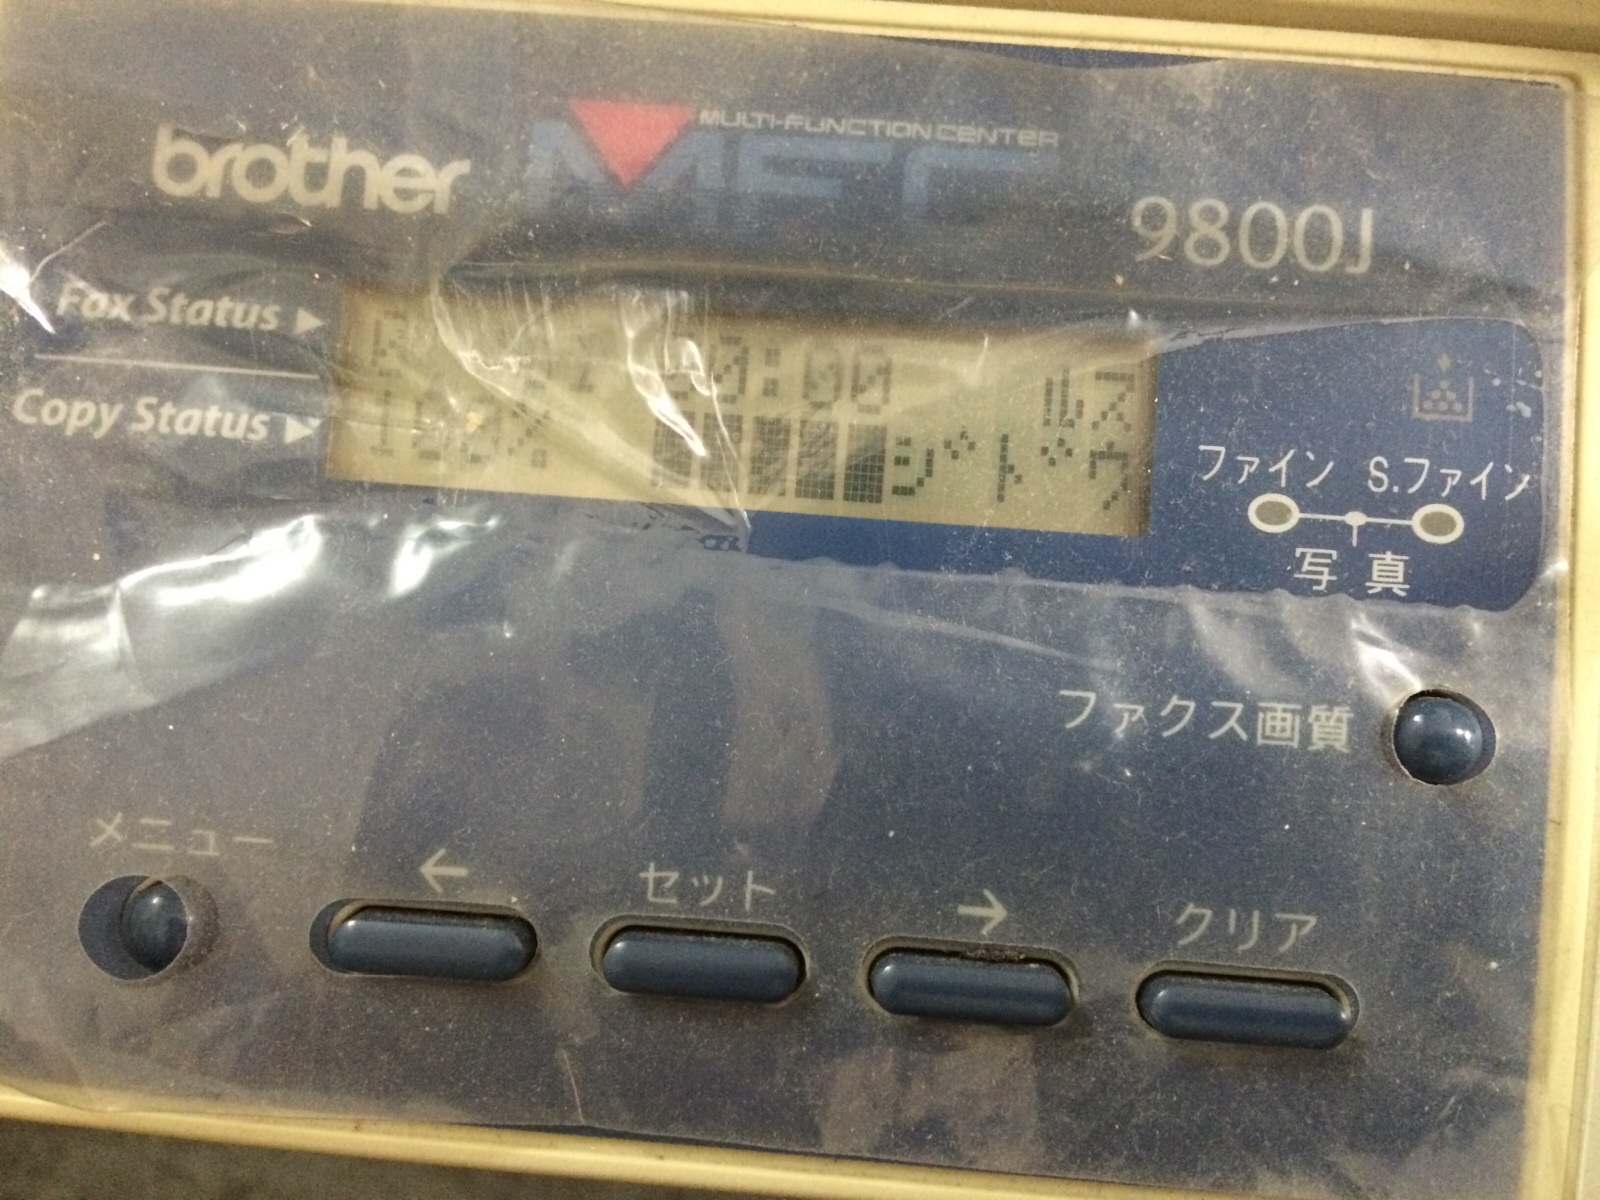 brother
MULTI-FUNCTION CENTER
MFC
9800J
Fax Status ▶
00:00 ルス
Copy Status ▶
100% ジドウ
ファイン S.ファイン
写真
ファクス画質
メニュー
←
セット
→
クリア